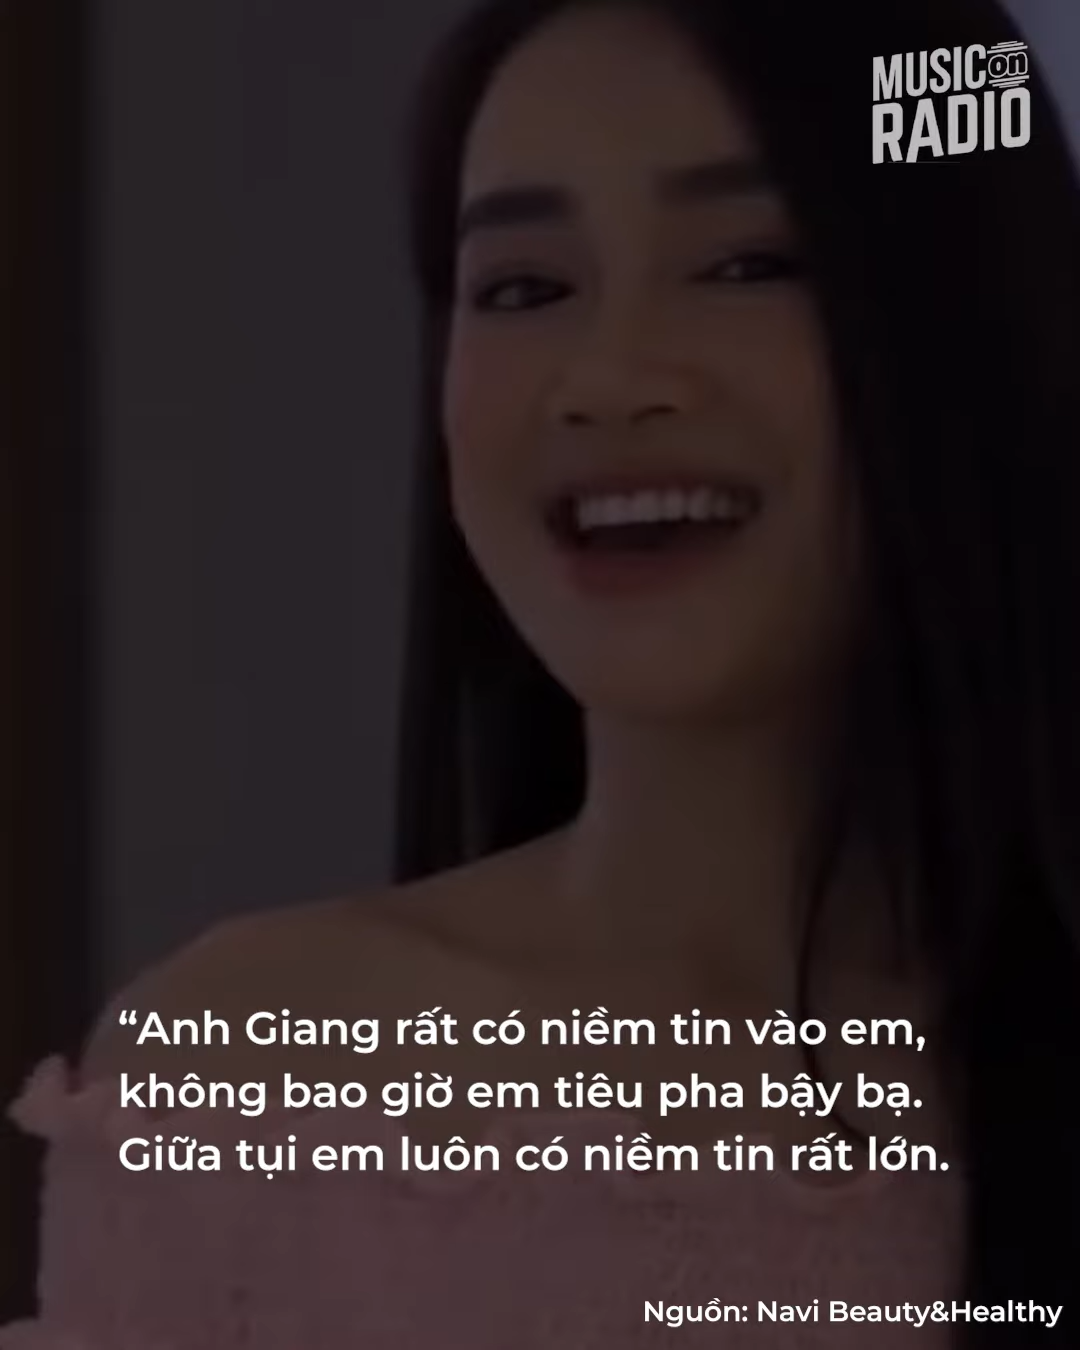 MUSIC on
RADIO
“Anh Giang rất có niềm tin vào em,
không bao giờ em tiêu pha bậy bạ.
Giữa tụi em luôn có niềm tin rất lớn.
Nguồn: Navi Beauty&Healthy